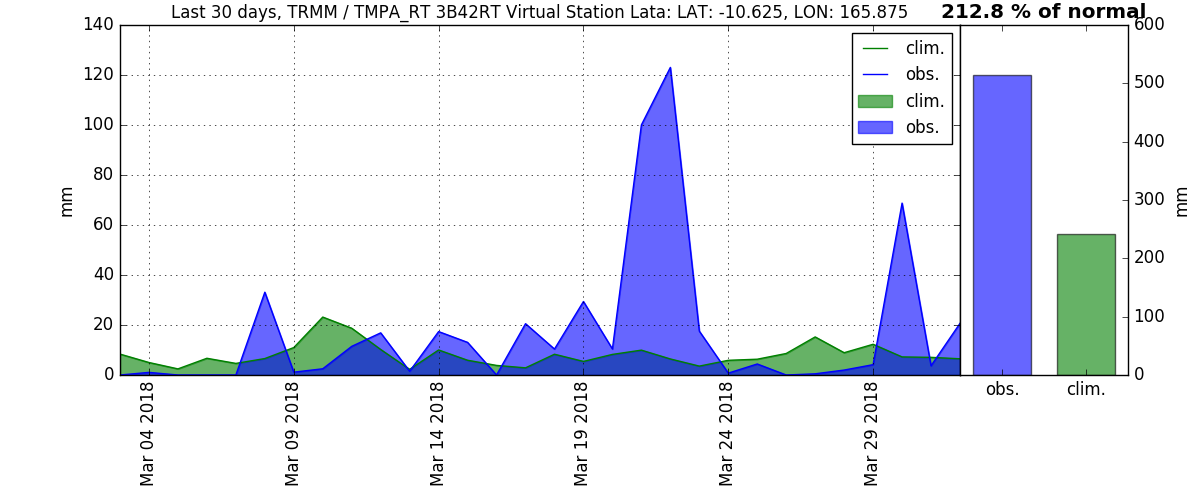 Last 30 days, TRMM / TMPA_RT 3B42RT Virtual Station Lata: LAT: -10.625, LON: 165.875
212.8 % of normal
mm
140
120
100
80
60
40
20
0
clim.
obs.
clim.
obs.
Mar 04 2018
Mar 09 2018
Mar 14 2018
Mar 19 2018
Mar 24 2018
Mar 29 2018
600
500
400
300
200
100
0
mm
obs.
clim.